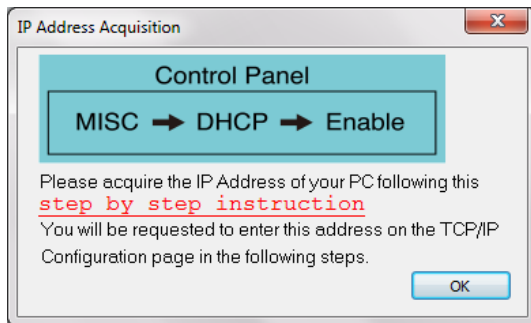 IP Address Acquisition
Control Panel
MISC → DHCP → Enable
Please acquire the IP Address of your PC following this
step by step instruction
You will be requested to enter this address on the TCP/IP
Configuration page in the following steps.
OK